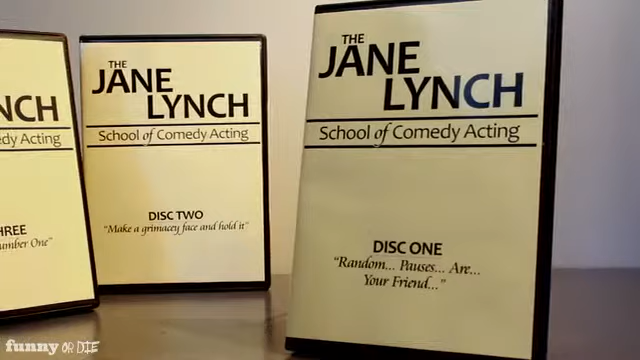 NCH
edy Acting
HREE
umber One"
THE
JANE
LYNCH
School of Comedy Acting
DISC TWO
"Make a grimacey face and hold it"
THE
JANE
LYNCH
School of Comedy Acting
DISC ONE
"Random... Pauses... Are...
Your Friend..."
funny OR DIE